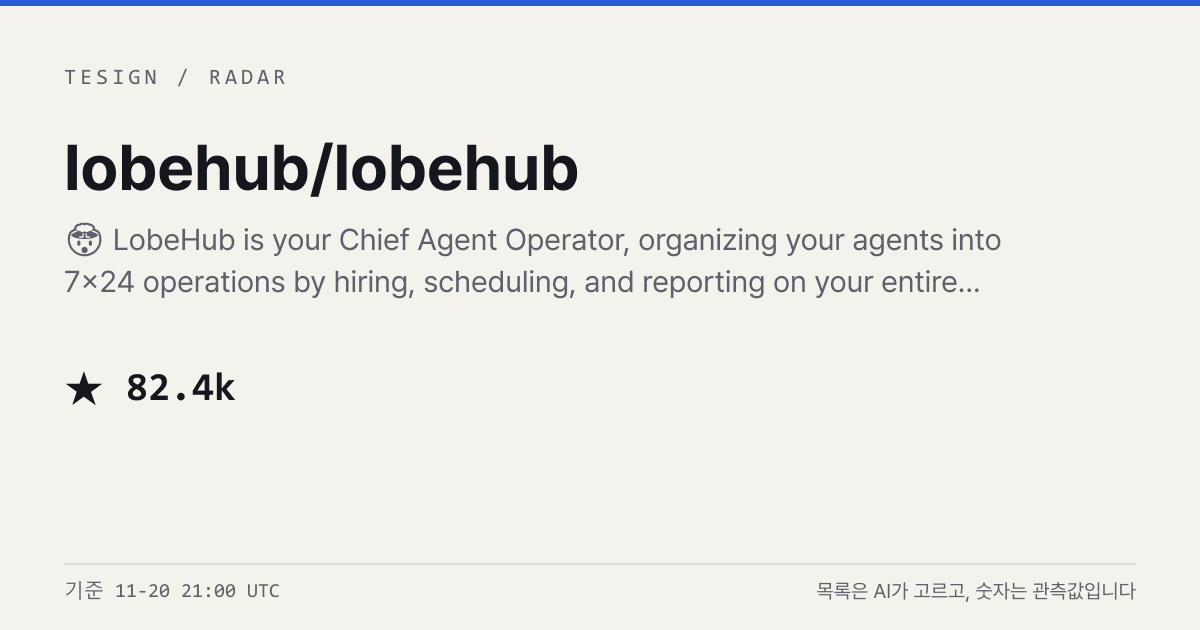 TESIGN / RADAR
lobehub/lobehub
🤯 LobeHub is your Chief Agent Operator, organizing your agents into
7×24 operations by hiring, scheduling, and reporting on your entire…
★ 82.4k
기준 11-20 21:00 UTC
목록은 AI가 고르고, 숫자는 관측값입니다